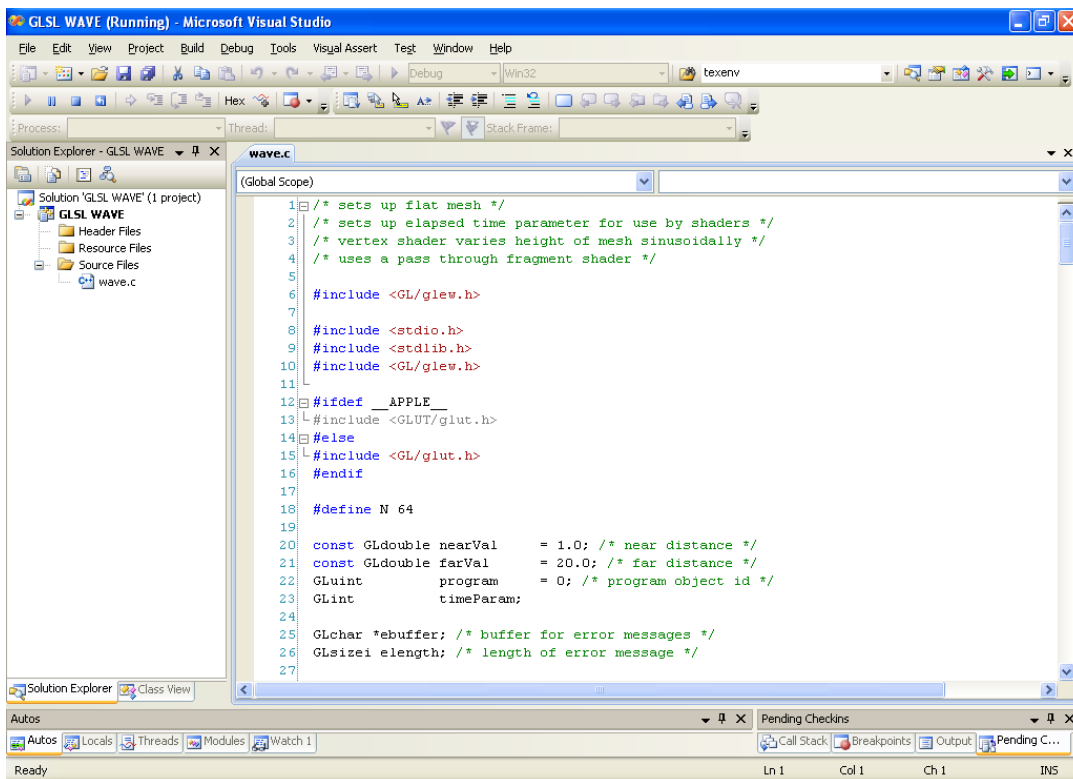 GLSL WAVE (Running) - Microsoft Visual Studio
File Edit View Project Build Debug Tools Visual Assert Test Window Help
Debug Win32 texenv
Hex
Process: Thread: Stack Frame:
Solution Explorer - GLSL WAVE
Solution 'GLSL WAVE' (1 project)
GLSL WAVE
Header Files
Resource Files
Source Files
wave.c
wave.c
(Global Scope)
1 /* sets up flat mesh */
2 /* sets up elapsed time parameter for use by shaders */
3 /* vertex shader varies height of mesh sinusoidally */
4 /* uses a pass through fragment shader */
5
6 #include <GL/glew.h>
7
8 #include <stdio.h>
9 #include <stdlib.h>
10 #include <GL/glew.h>
11
12 #ifdef __APPLE__
13 #include <GLUT/glut.h>
14 #else
15 #include <GL/glut.h>
16 #endif
17
18 #define N 64
19
20 const GLdouble nearVal = 1.0; /* near distance */
21 const GLdouble farVal = 20.0; /* far distance */
22 GLuint program = 0; /* program object id */
23 GLint timeParam;
24
25 GLchar *ebuffer; /* buffer for error messages */
26 GLsizei elength; /* length of error message */
27
Solution Explorer Class View
Autos
Autos Locals Threads Modules Watch 1
Pending Checkins
Call Stack Breakpoints Output Pending C...
Ready Ln 1 Col 1 Ch 1 INS